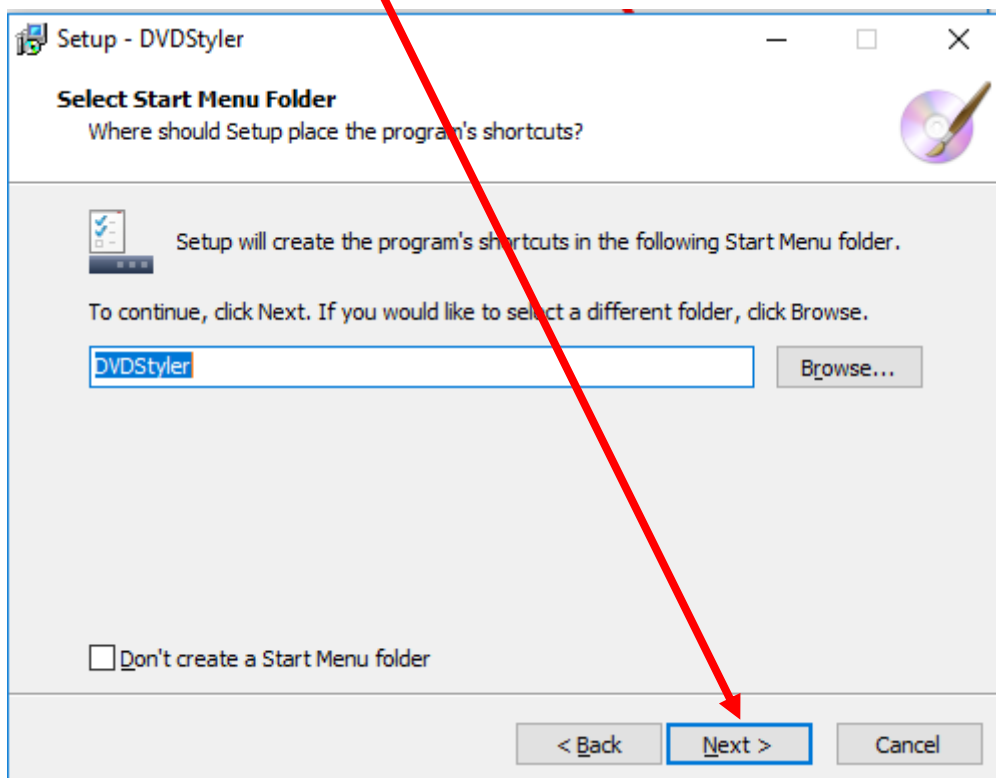 Setup - DVDStyler
Select Start Menu Folder
Where should Setup place the program's shortcuts?
Setup will create the program's shortcuts in the following Start Menu folder.
To continue, click Next. If you would like to select a different folder, click Browse.
DVDStyler
Browse...
Don't create a Start Menu folder
< Back
Next >
Cancel